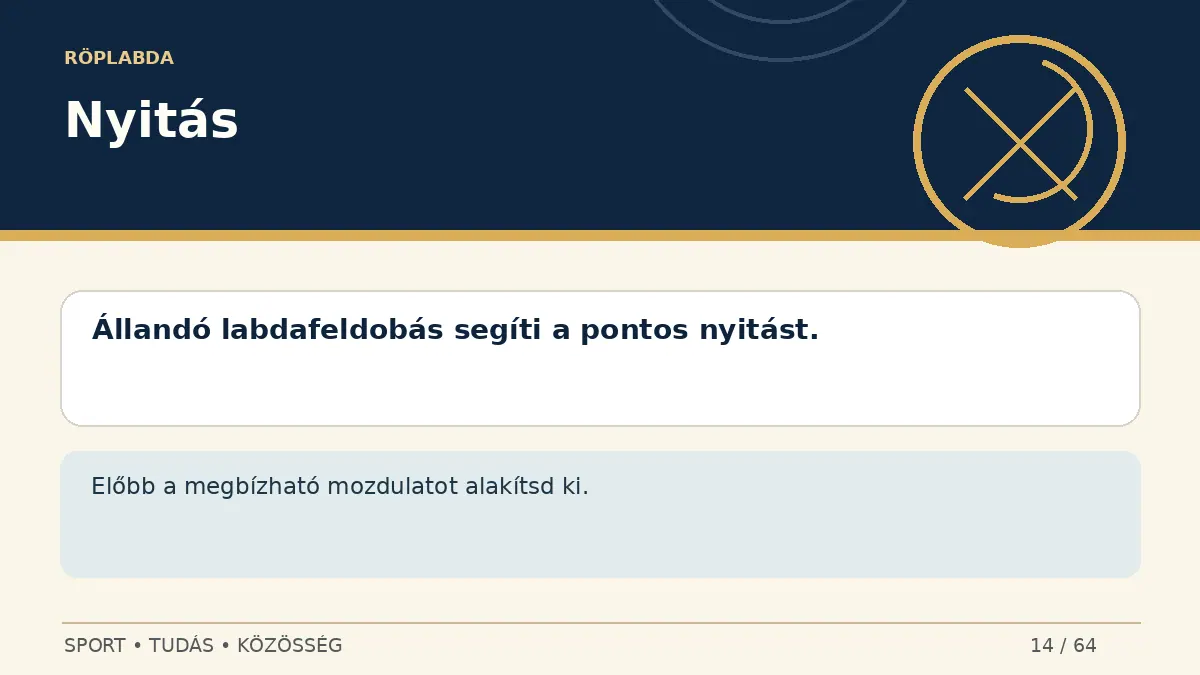 RÖPLABDA
Nyitás
Állandó labdafeldobás segíti a pontos nyitást.
Előbb a megbízható mozdulatot alakítsd ki.
SPORT • TUDÁS • KÖZÖSSÉG
14 / 64